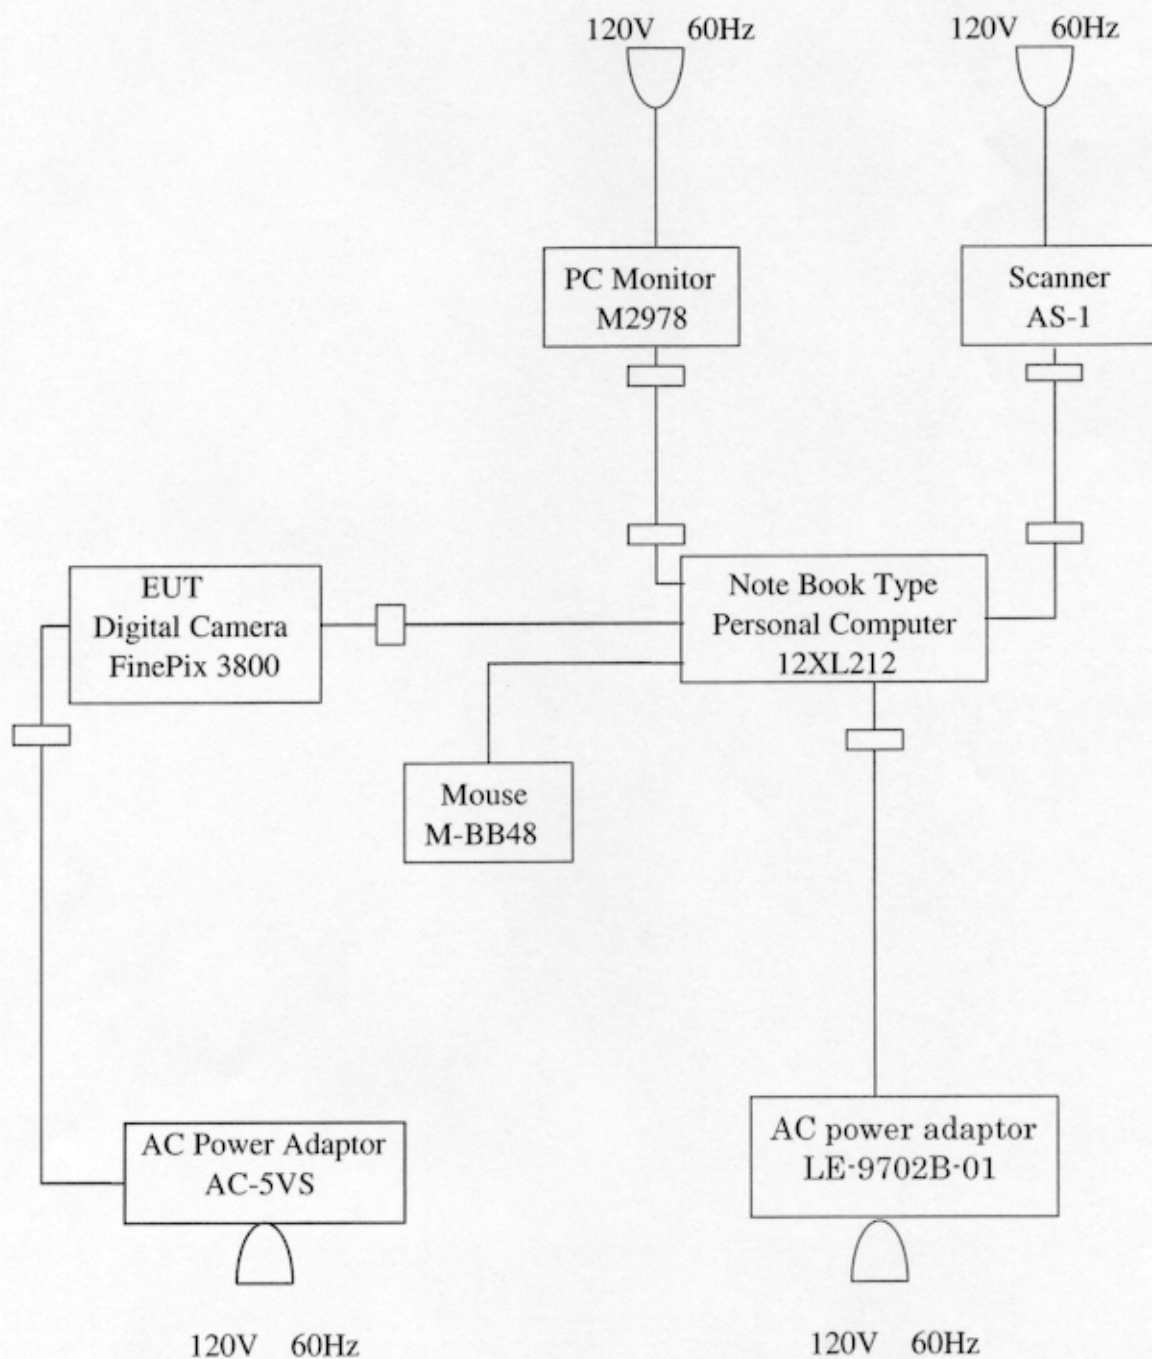 120V 60Hz
120V 60Hz
PC Monitor
M2978
Scanner
AS-1
EUT
Digital Camera
FinePix 3800
Note Book Type
Personal Computer
12XL212
Mouse
M-BB48
AC Power Adaptor
AC-5VS
AC power adaptor
LE-9702B-01
120V 60Hz
120V 60Hz